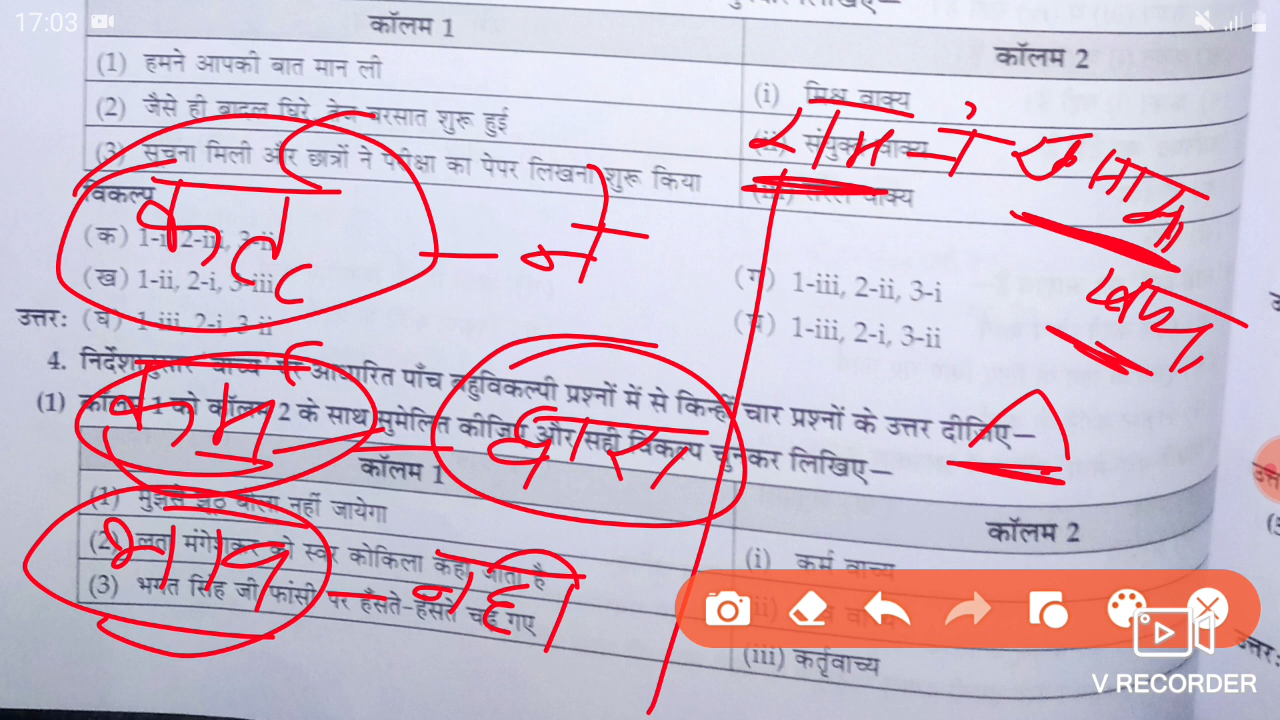 17:03
कॉलम 1
कॉलम 2
(1) हमने आपकी बात मान ली
(i) मिश्र वाक्य
(2) जैसे ही बादल घिरे, तेज बरसात शुरू हुई
(ii) संयुक्त वाक्य
(3) सूचना मिली और छात्रों ने परीक्षा का पेपर लिखना शुरू किया
(iii) सरल वाक्य
विकल्प
(क) 1-i, 2-iii, 3-ii
(ख) 1-ii, 2-i, 3-iii
(ग) 1-iii, 2-ii, 3-i
(घ) 1-iii, 2-i, 3-ii
उत्तर: (घ) 1-iii, 2-i, 3-ii
4. निर्देशानुसार 'वाच्य' पर आधारित पाँच बहुविकल्पी प्रश्नों में से किन्हीं चार प्रश्नों के उत्तर दीजिए—
(1) कॉलम 1 को कॉलम 2 के साथ सुमेलित कीजिए और सही विकल्प चुनकर लिखिए—
कॉलम 1
कॉलम 2
(1) मुझसे झूठ बोला नहीं जायेगा
(i) कर्म वाच्य
(2) लता मंगेशकर को स्वर कोकिला कहा जाता है
(ii) वाच्य
(3) भगत सिंह जी फांसी पर हँसते-हँसते चढ़ गए
(iii) कर्तृवाच्य
कर्म — द्वारा
V RECORDER